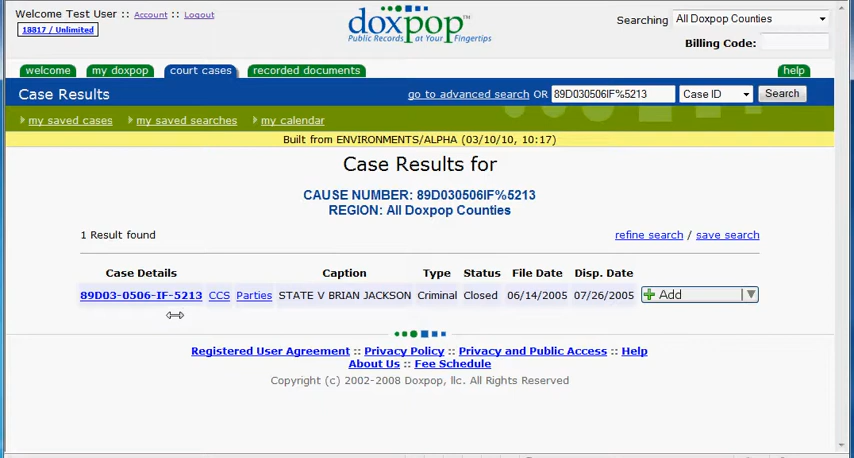 Welcome Test User :: Account :: Logout
18817 / Unlimited
doxpop™
Public Records at Your Fingertips
Searching All Doxpop Counties
Billing Code:
welcome my doxpop court cases recorded documents help
Case Results go to advanced search OR 89D030506IF%5213 Case ID Search
my saved cases my saved searches my calendar
Built from ENVIRONMENTS/ALPHA (03/10/10, 10:17)
Case Results for
CAUSE NUMBER: 89D030506IF%5213
REGION: All Doxpop Counties
1 Result found refine search / save search
Case Details Caption Type Status File Date Disp. Date
89D03-0506-IF-5213 CCS Parties STATE V BRIAN JACKSON Criminal Closed 06/14/2005 07/26/2005 Add
Registered User Agreement :: Privacy Policy :: Privacy and Public Access :: Help
About Us :: Fee Schedule
Copyright (c) 2002-2008 Doxpop, llc. All Rights Reserved